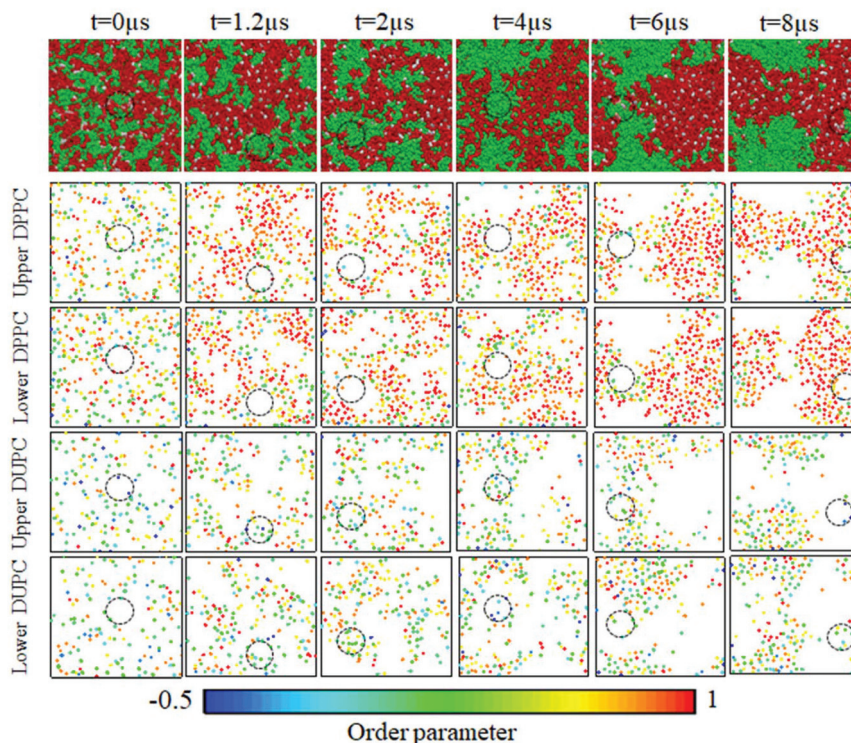 t=0µs t=1.2µs t=2µs t=4µs t=6µs t=8µs
Upper DPPC
Lower DPPC
Upper DUPC
Lower DUPC
-0.5 1
Order parameter